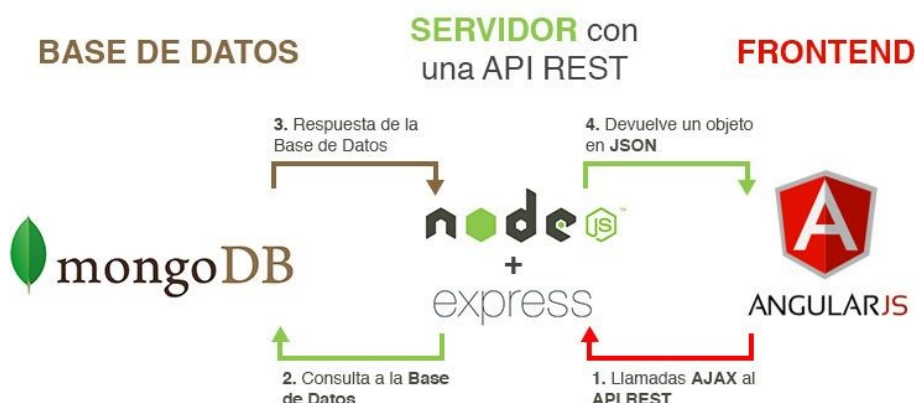 BASE DE DATOS
SERVIDOR con
una API REST
FRONTEND
3. Respuesta de la
Base de Datos
4. Devuelve un objeto
en JSON
mongoDB
node JS™
+
express
ANGULARJS
2. Consulta a la Base
de Datos
1. Llamadas AJAX al
API REST